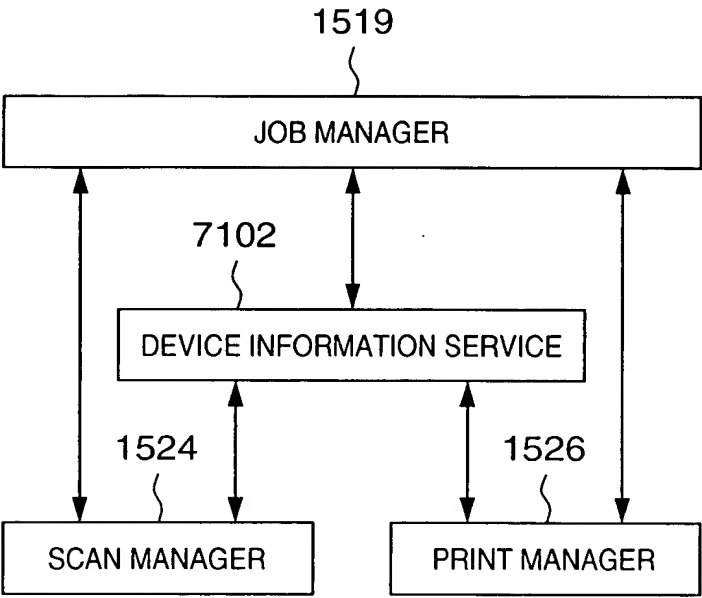 1519
JOB MANAGER
7102
DEVICE INFORMATION SERVICE
1524
1526
SCAN MANAGER
PRINT MANAGER